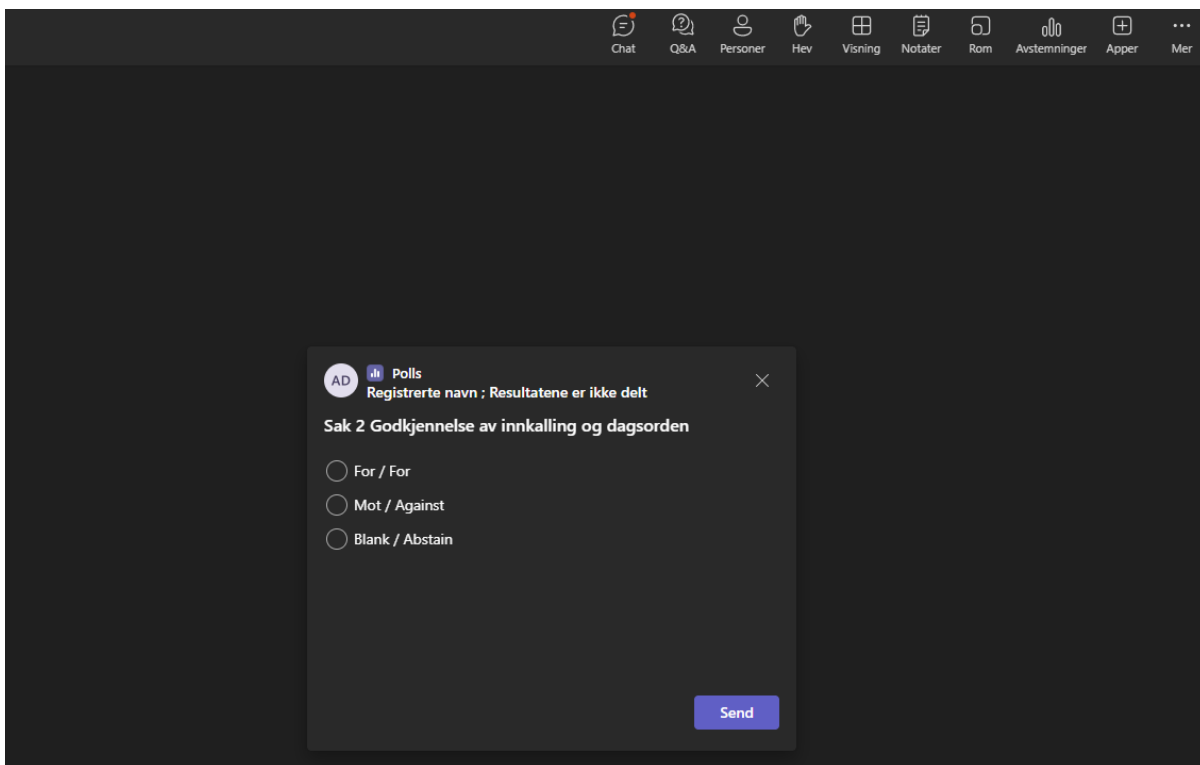 Chat Q&A Personer Hev Visning Notater Rom Avstemninger Apper Mer
AD Polls
Registrerte navn ; Resultatene er ikke delt
Sak 2 Godkjennelse av innkalling og dagsorden
For / For
Mot / Against
Blank / Abstain
Send